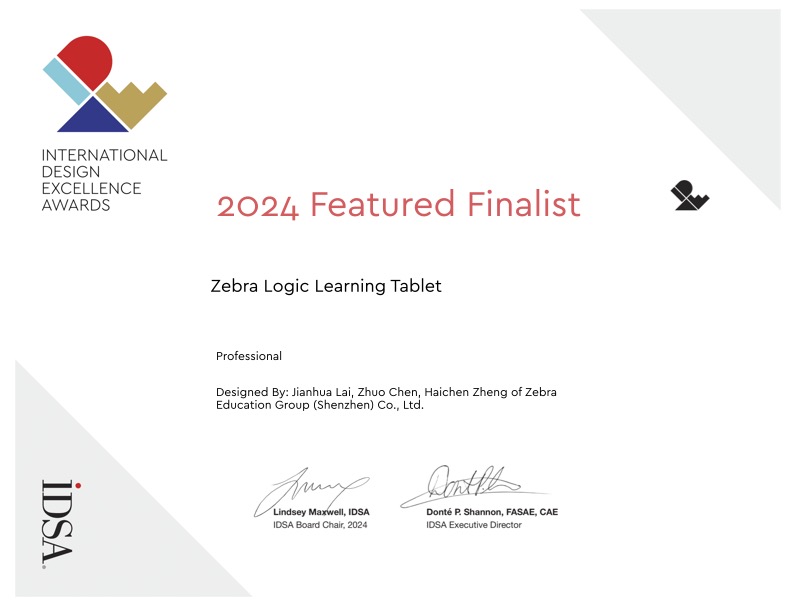 INTERNATIONAL
DESIGN
EXCELLENCE
AWARDS
2024 Featured Finalist
Zebra Logic Learning Tablet
Professional
Designed By: Jianhua Lai, Zhuo Chen, Haichen Zheng of Zebra
Education Group (Shenzhen) Co., Ltd.
Lindsey Maxwell, IDSA
IDSA Board Chair, 2024
Donté P. Shannon, FASAE, CAE
IDSA Executive Director
iDSA